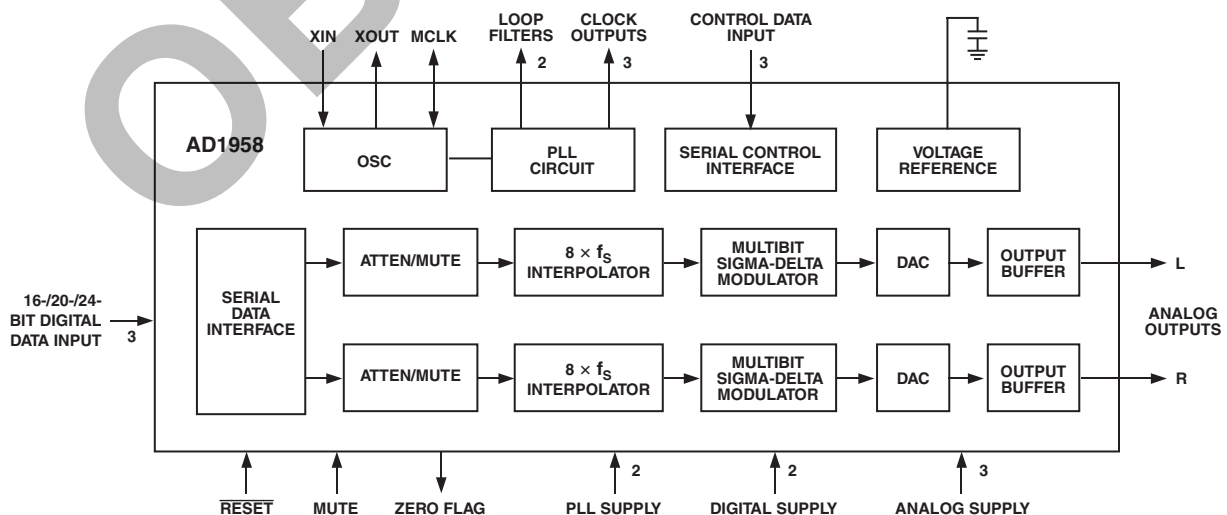 XIN
XOUT
MCLK
LOOP
FILTERS
2
CLOCK
OUTPUTS
3
CONTROL DATA
INPUT
3
AD1958
OSC
PLL
CIRCUIT
SERIAL CONTROL
INTERFACE
VOLTAGE
REFERENCE
16-/20-/24-
BIT DIGITAL
DATA INPUT
3
SERIAL
DATA
INTERFACE
ATTEN/MUTE
8 × fS
INTERPOLATOR
MULTIBIT
SIGMA-DELTA
MODULATOR
DAC
OUTPUT
BUFFER
L
ANALOG
OUTPUTS
ATTEN/MUTE
8 × fS
INTERPOLATOR
MULTIBIT
SIGMA-DELTA
MODULATOR
DAC
OUTPUT
BUFFER
R
RESET
MUTE
ZERO FLAG
2
PLL SUPPLY
2
DIGITAL SUPPLY
3
ANALOG SUPPLY